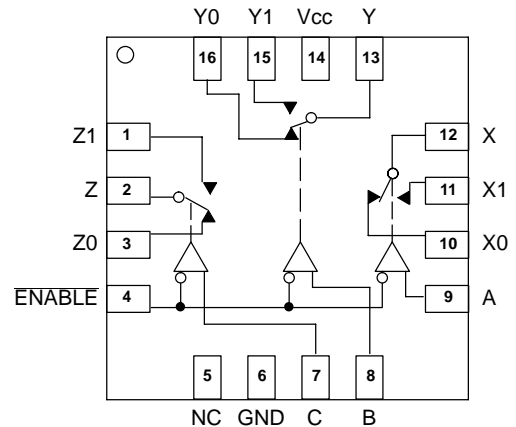 Y0 Y1 Vcc Y
16 15 14 13
Z1 1 12 X
Z 2 11 X1
Z0 3 10 X0
ENABLE 4 9 A
5 6 7 8
NC GND C B